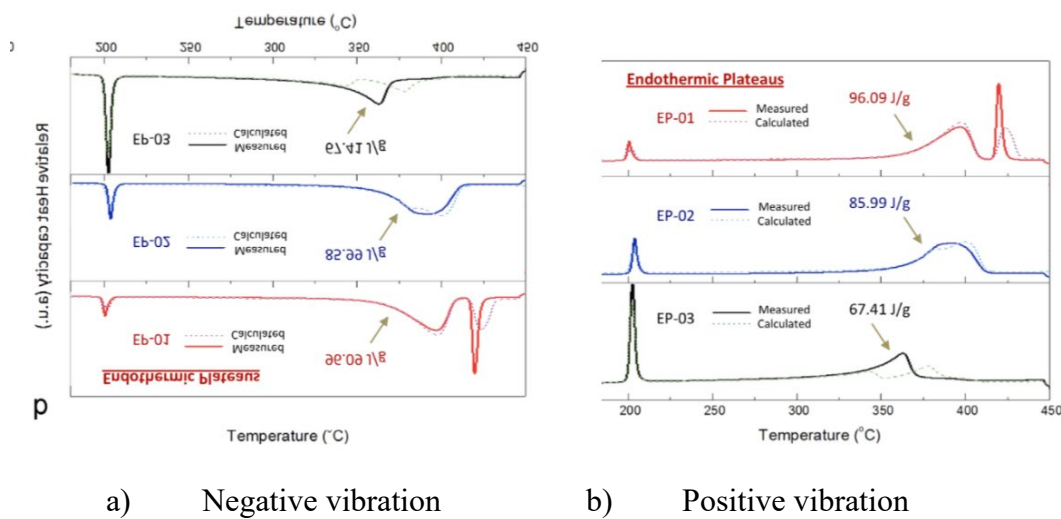 Temperature (°C)
200 250 300 350 400 450
Relative Heat Capacity (a.u.)
EP-03
Calculated
Measured
67.41 J/g
EP-02
Calculated
Measured
85.99 J/g
EP-01
Calculated
Measured
96.09 J/g
Endothermic Plateaus
d
Temperature (°C)
Endothermic Plateaus
96.09 J/g
EP-01
Measured
Calculated
85.99 J/g
EP-02
Measured
Calculated
67.41 J/g
EP-03
Measured
Calculated
200 250 300 350 400 450
Temperature (°C)
a) Negative vibration
b) Positive vibration